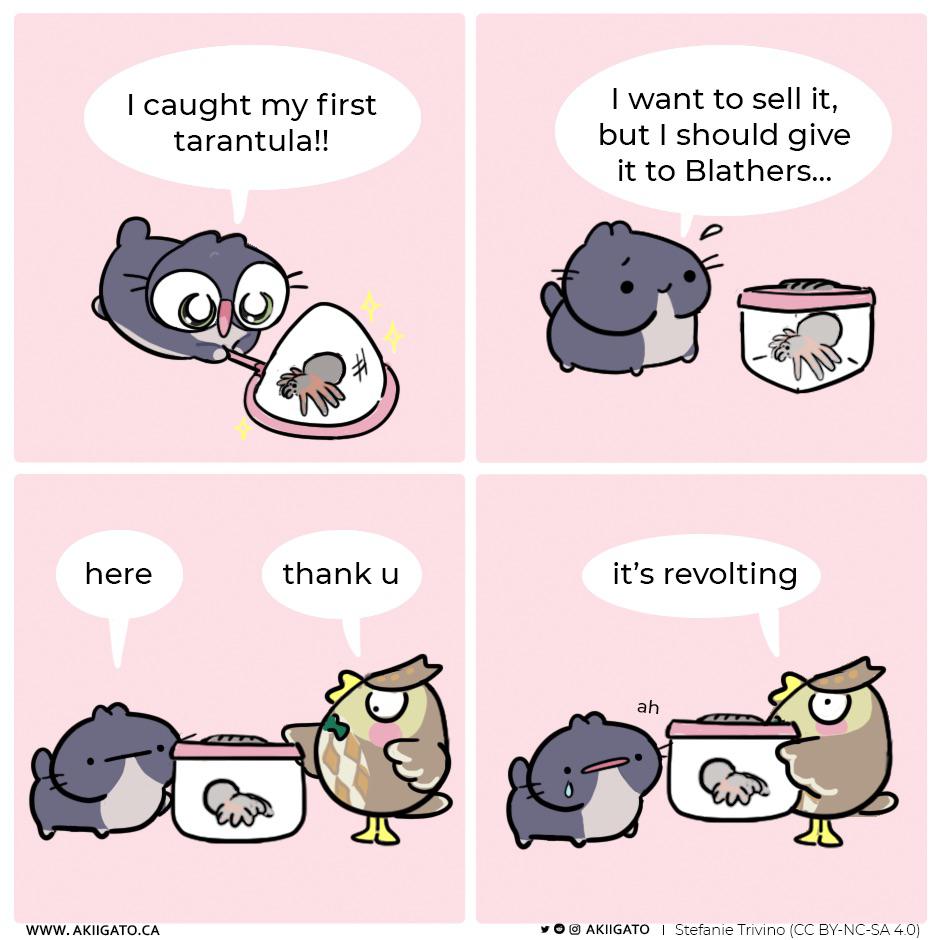 I caught my first
tarantula!!
I want to sell it,
but I should give
it to Blathers...
here
thank u
it's revolting
ah
WWW. AKIIGATO.CA
AKIIGATO | Stefanie Trivino (CC BY-NC-SA 4.0)